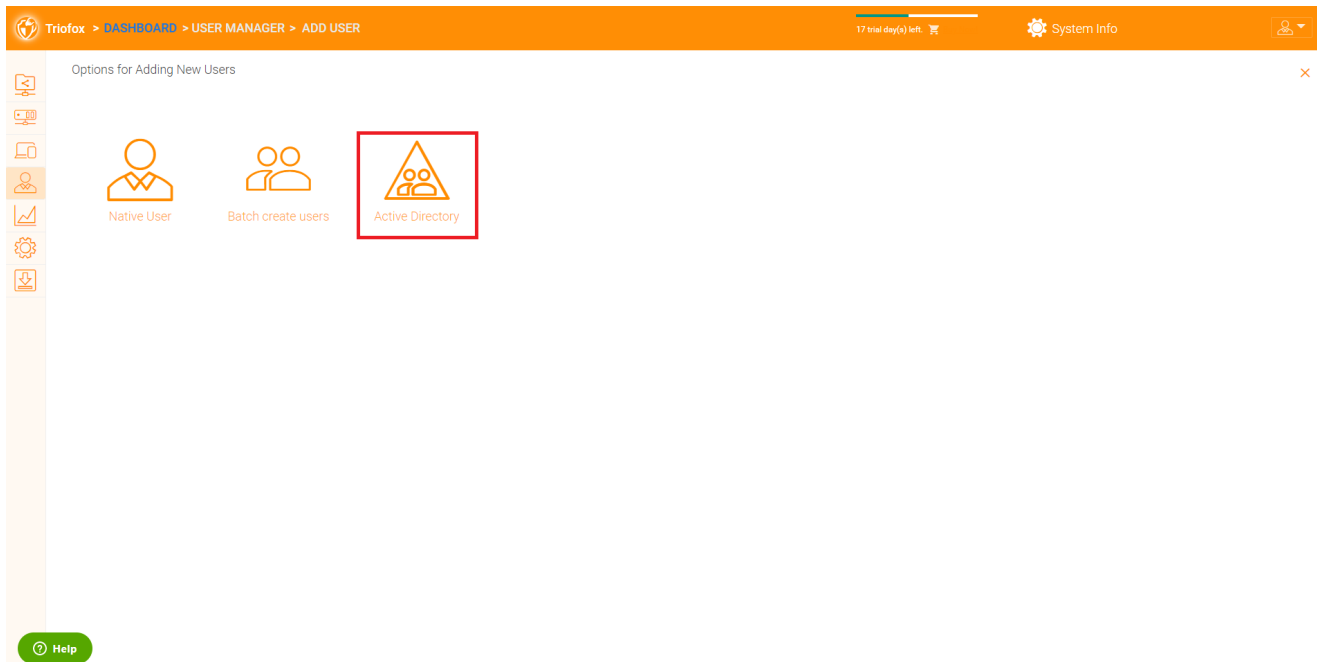 Triofox > DASHBOARD > USER MANAGER > ADD USER
17 trial day(s) left
System Info
Options for Adding New Users
Native User
Batch create users
Active Directory
Help